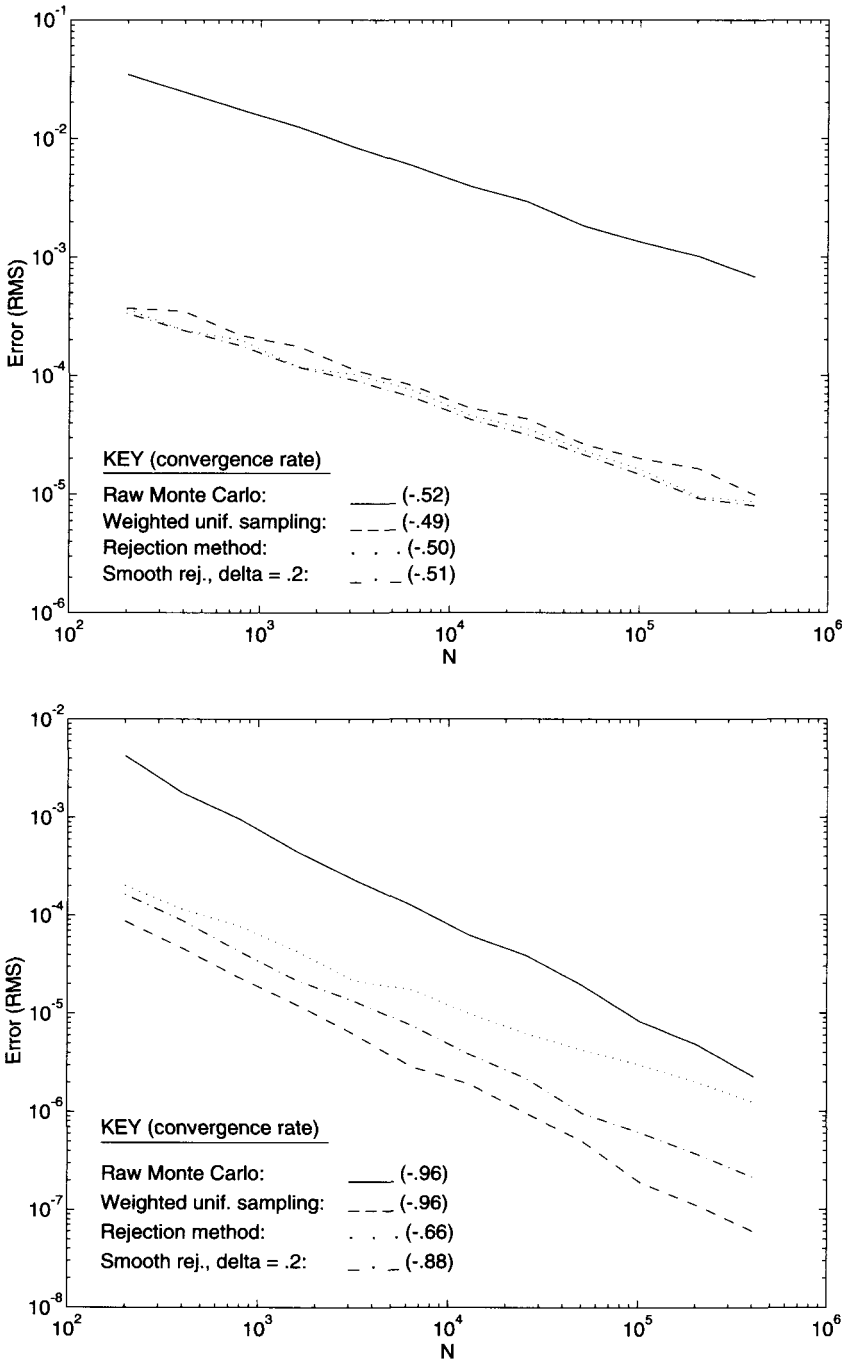 10^-1
10^-2
10^-3
Error (RMS)
10^-4
10^-5
10^-6
KEY (convergence rate)
Raw Monte Carlo: (-.52)
Weighted unif. sampling: (-.49)
Rejection method: (-.50)
Smooth rej., delta = .2: (-.51)
10^2 10^3 10^4 10^5 10^6
N
10^-2
10^-3
10^-4
Error (RMS)
10^-5
10^-6
10^-7
10^-8
KEY (convergence rate)
Raw Monte Carlo: (-.96)
Weighted unif. sampling: (-.96)
Rejection method: (-.66)
Smooth rej., delta = .2: (-.88)
10^2 10^3 10^4 10^5 10^6
N